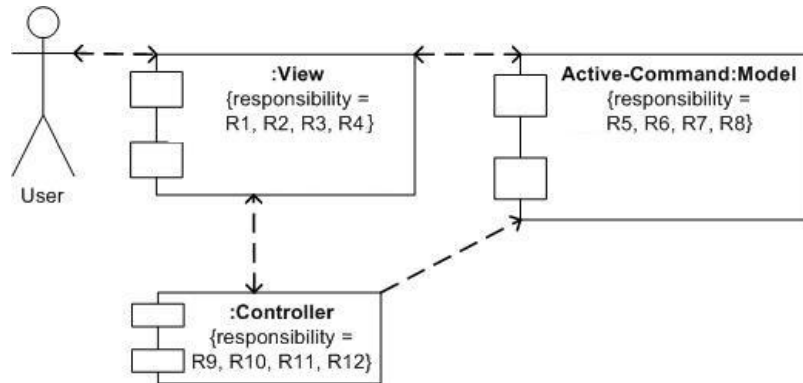 :View
{responsibility =
R1, R2, R3, R4}
Active-Command:Model
{responsibility =
R5, R6, R7, R8}
User
:Controller
{responsibility =
R9, R10, R11, R12}